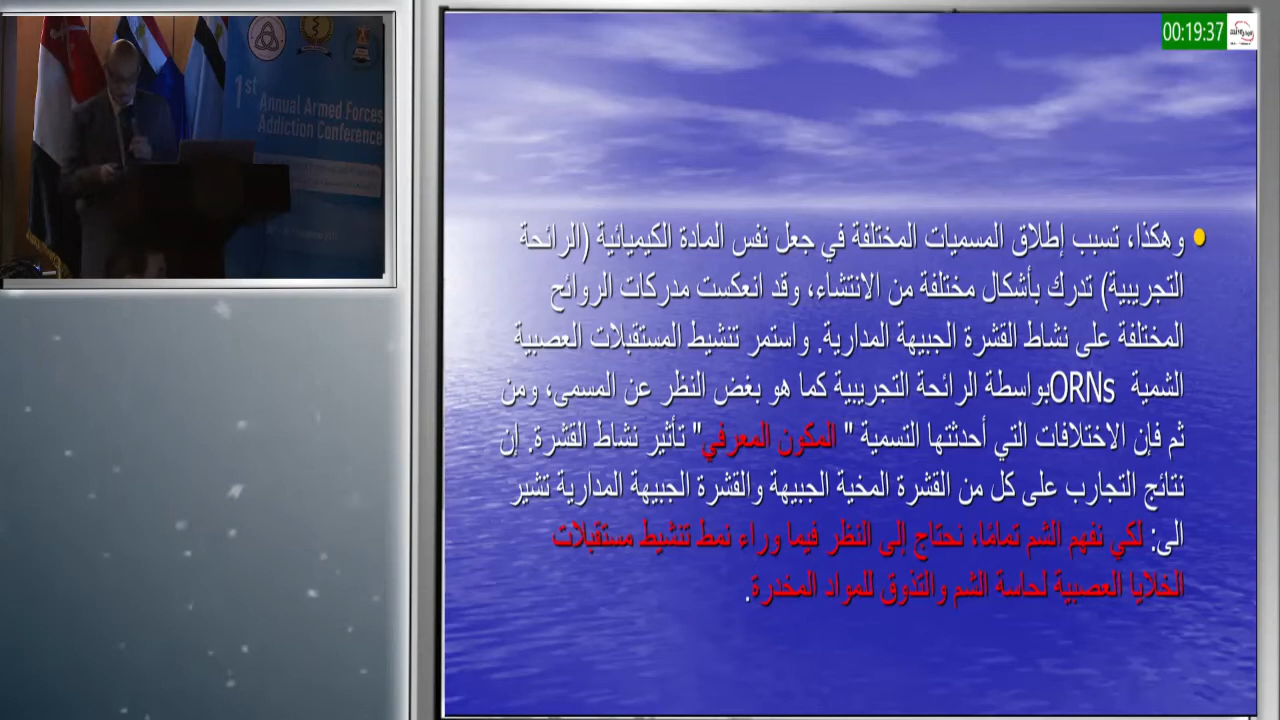 1st
Annual Armed Forces
Addiction Conference
00:19:37
وهكذا، تسبب إطلاق المسميات المختلفة في جعل نفس المادة الكيميائية (الرائحة
التجريبية) تدرك بأشكال مختلفة من الانتشاء، وقد انعكست مدركات الروائح
المختلفة على نشاط القشرة الجبيهة المدارية. واستمر تنشيط المستقبلات العصبية
الشمية ORNsبواسطة الرائحة التجريبية كما هو بغض النظر عن المسمى، ومن
ثم فإن الاختلافات التي أحدثتها التسمية " المكون المعرفي" تأثير نشاط القشرة. إن
نتائج التجارب على كل من القشرة المخية الجبيهة والقشرة الجبيهة المدارية تشير
الى: لكي نفهم الشم تمامًا، نحتاج إلى النظر فيما وراء نمط تنشيط مستقبلات
الخلايا العصبية لحاسة الشم والتذوق للمواد المخدرة.